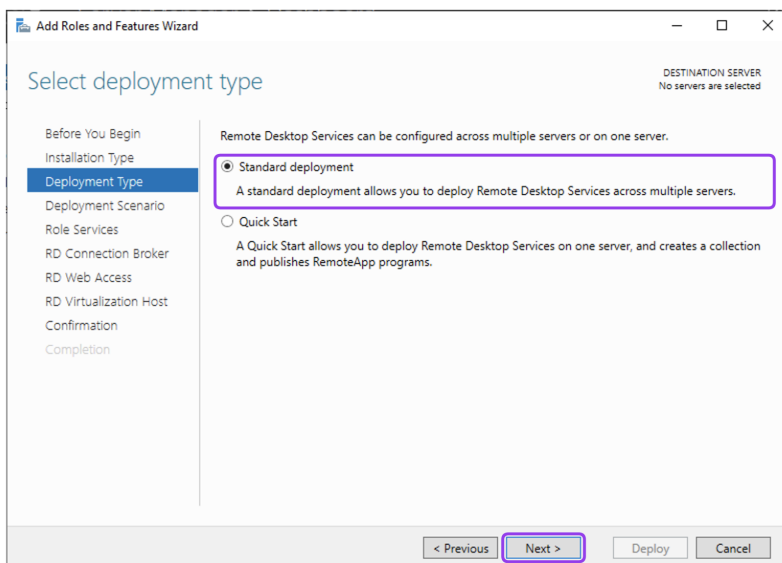 Add Roles and Features Wizard
Select deployment type
DESTINATION SERVER
No servers are selected
Before You Begin
Installation Type
Deployment Type
Deployment Scenario
Role Services
RD Connection Broker
RD Web Access
RD Virtualization Host
Confirmation
Completion
Remote Desktop Services can be configured across multiple servers or on one server.
Standard deployment
A standard deployment allows you to deploy Remote Desktop Services across multiple servers.
Quick Start
A Quick Start allows you to deploy Remote Desktop Services on one server, and creates a collection
and publishes RemoteApp programs.
< Previous
Next >
Deploy
Cancel